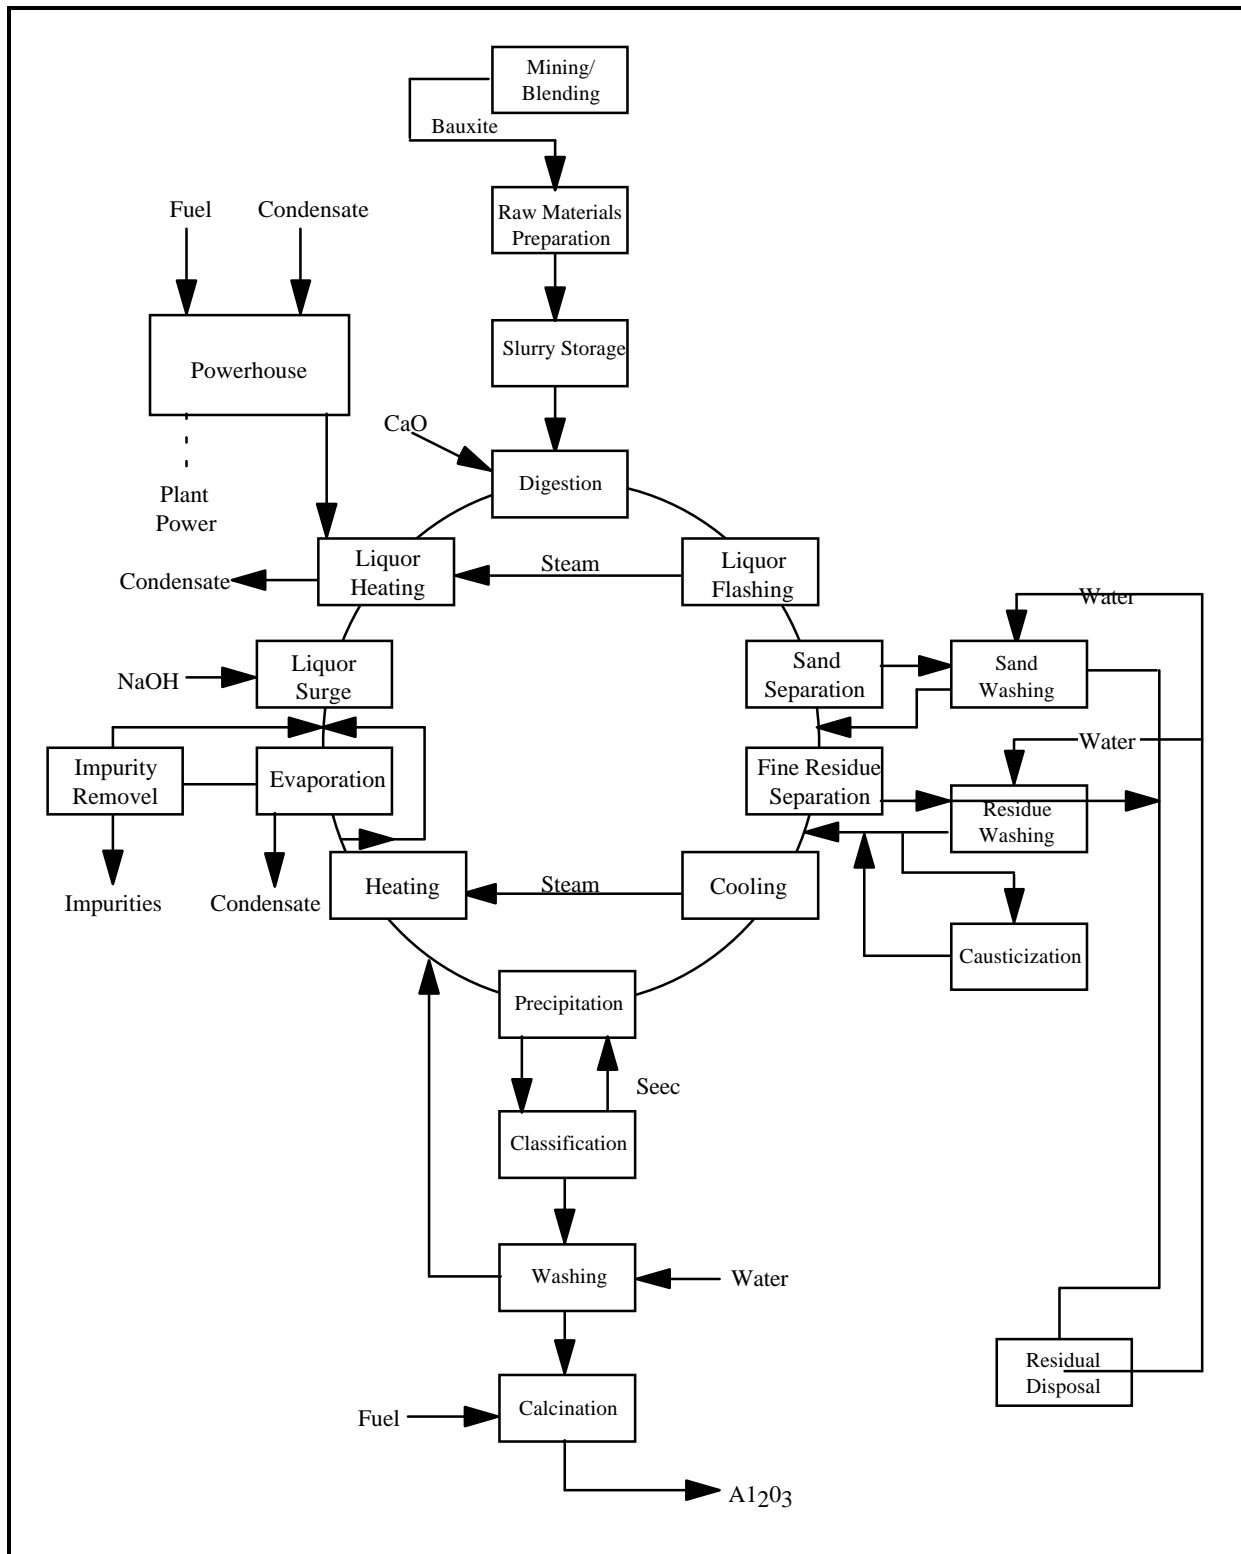 Mining/
Blending
Bauxite
Raw Materials
Preparation
Fuel
Condensate
Slurry Storage
Powerhouse
CaO
Digestion
Plant
Power
Liquor
Heating
Steam
Liquor
Flashing
Condensate
Water
Liquor
Surge
NaOH
Sand
Separation
Sand
Washing
Impurity
Removel
Evaporation
Fine Residue
Separation
Water
Residue
Washing
Impurities
Condensate
Heating
Steam
Cooling
Causticization
Precipitation
Seec
Classification
Washing
Water
Residual
Disposal
Fuel
Calcination
A1203